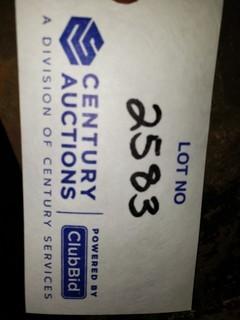 LOT NO
2583
CENTURY
AUCTIONS
A DIVISION OF CENTURY SERVICES
POWERED BY
ClubBid